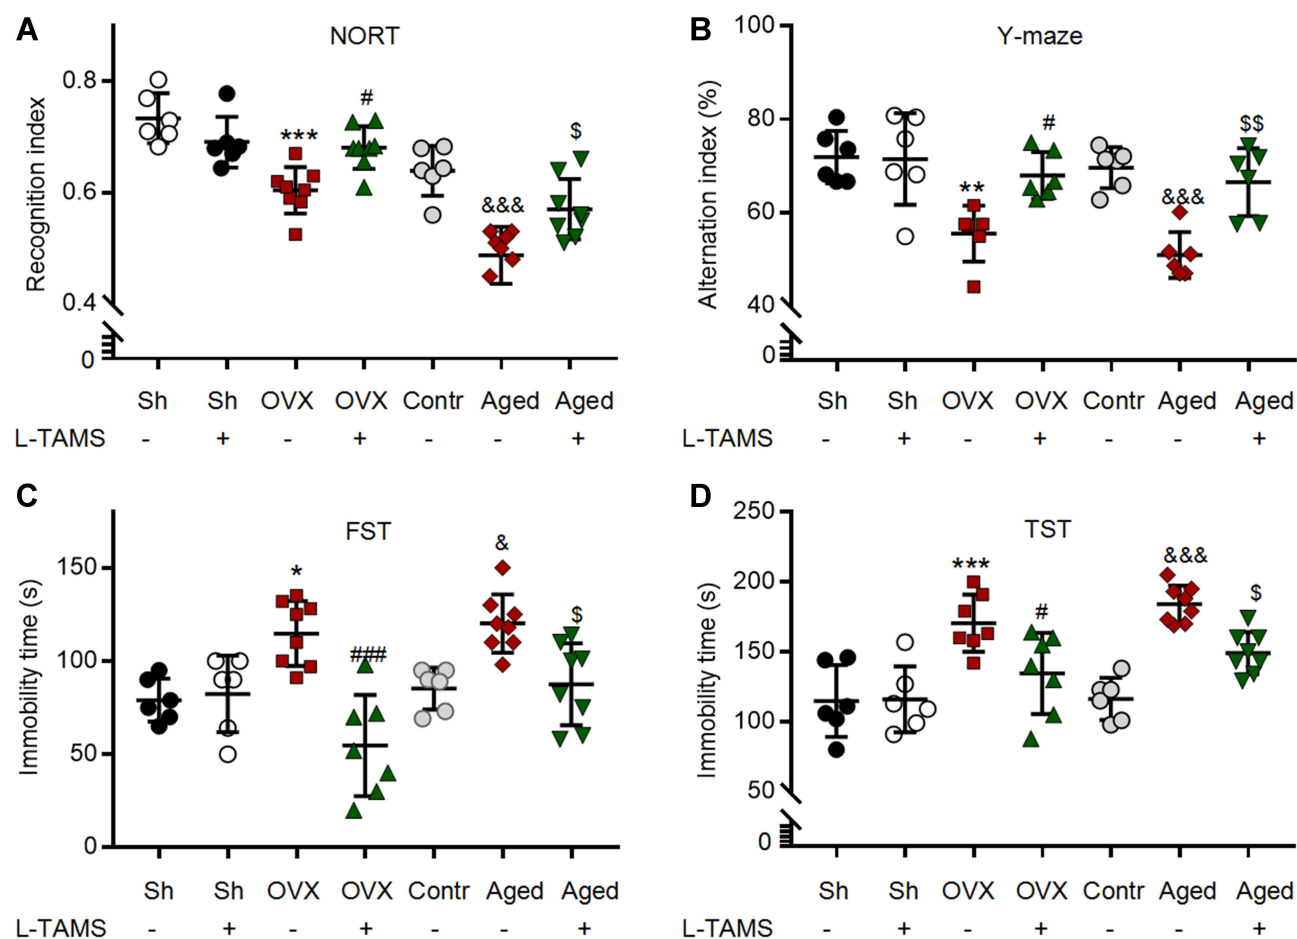 A
NORT
Recognition index
0.8
0.6
0.4
0
***
#
&&&
$
Sh Sh OVX OVX Contr Aged Aged
L-TAMS - + - + - - +
B
Y-maze
Alternation index (%)
100
80
60
40
0
**
#
&&&
$$
Sh Sh OVX OVX Contr Aged Aged
L-TAMS - + - + - - +
C
FST
Immobility time (s)
150
100
50
0
*
###
&
$
Sh Sh OVX OVX Contr Aged Aged
L-TAMS - + - + - - +
D
TST
Immobility time (s)
250
200
150
100
50
0
***
#
&&&
$
Sh Sh OVX OVX Contr Aged Aged
L-TAMS - + - + - - +